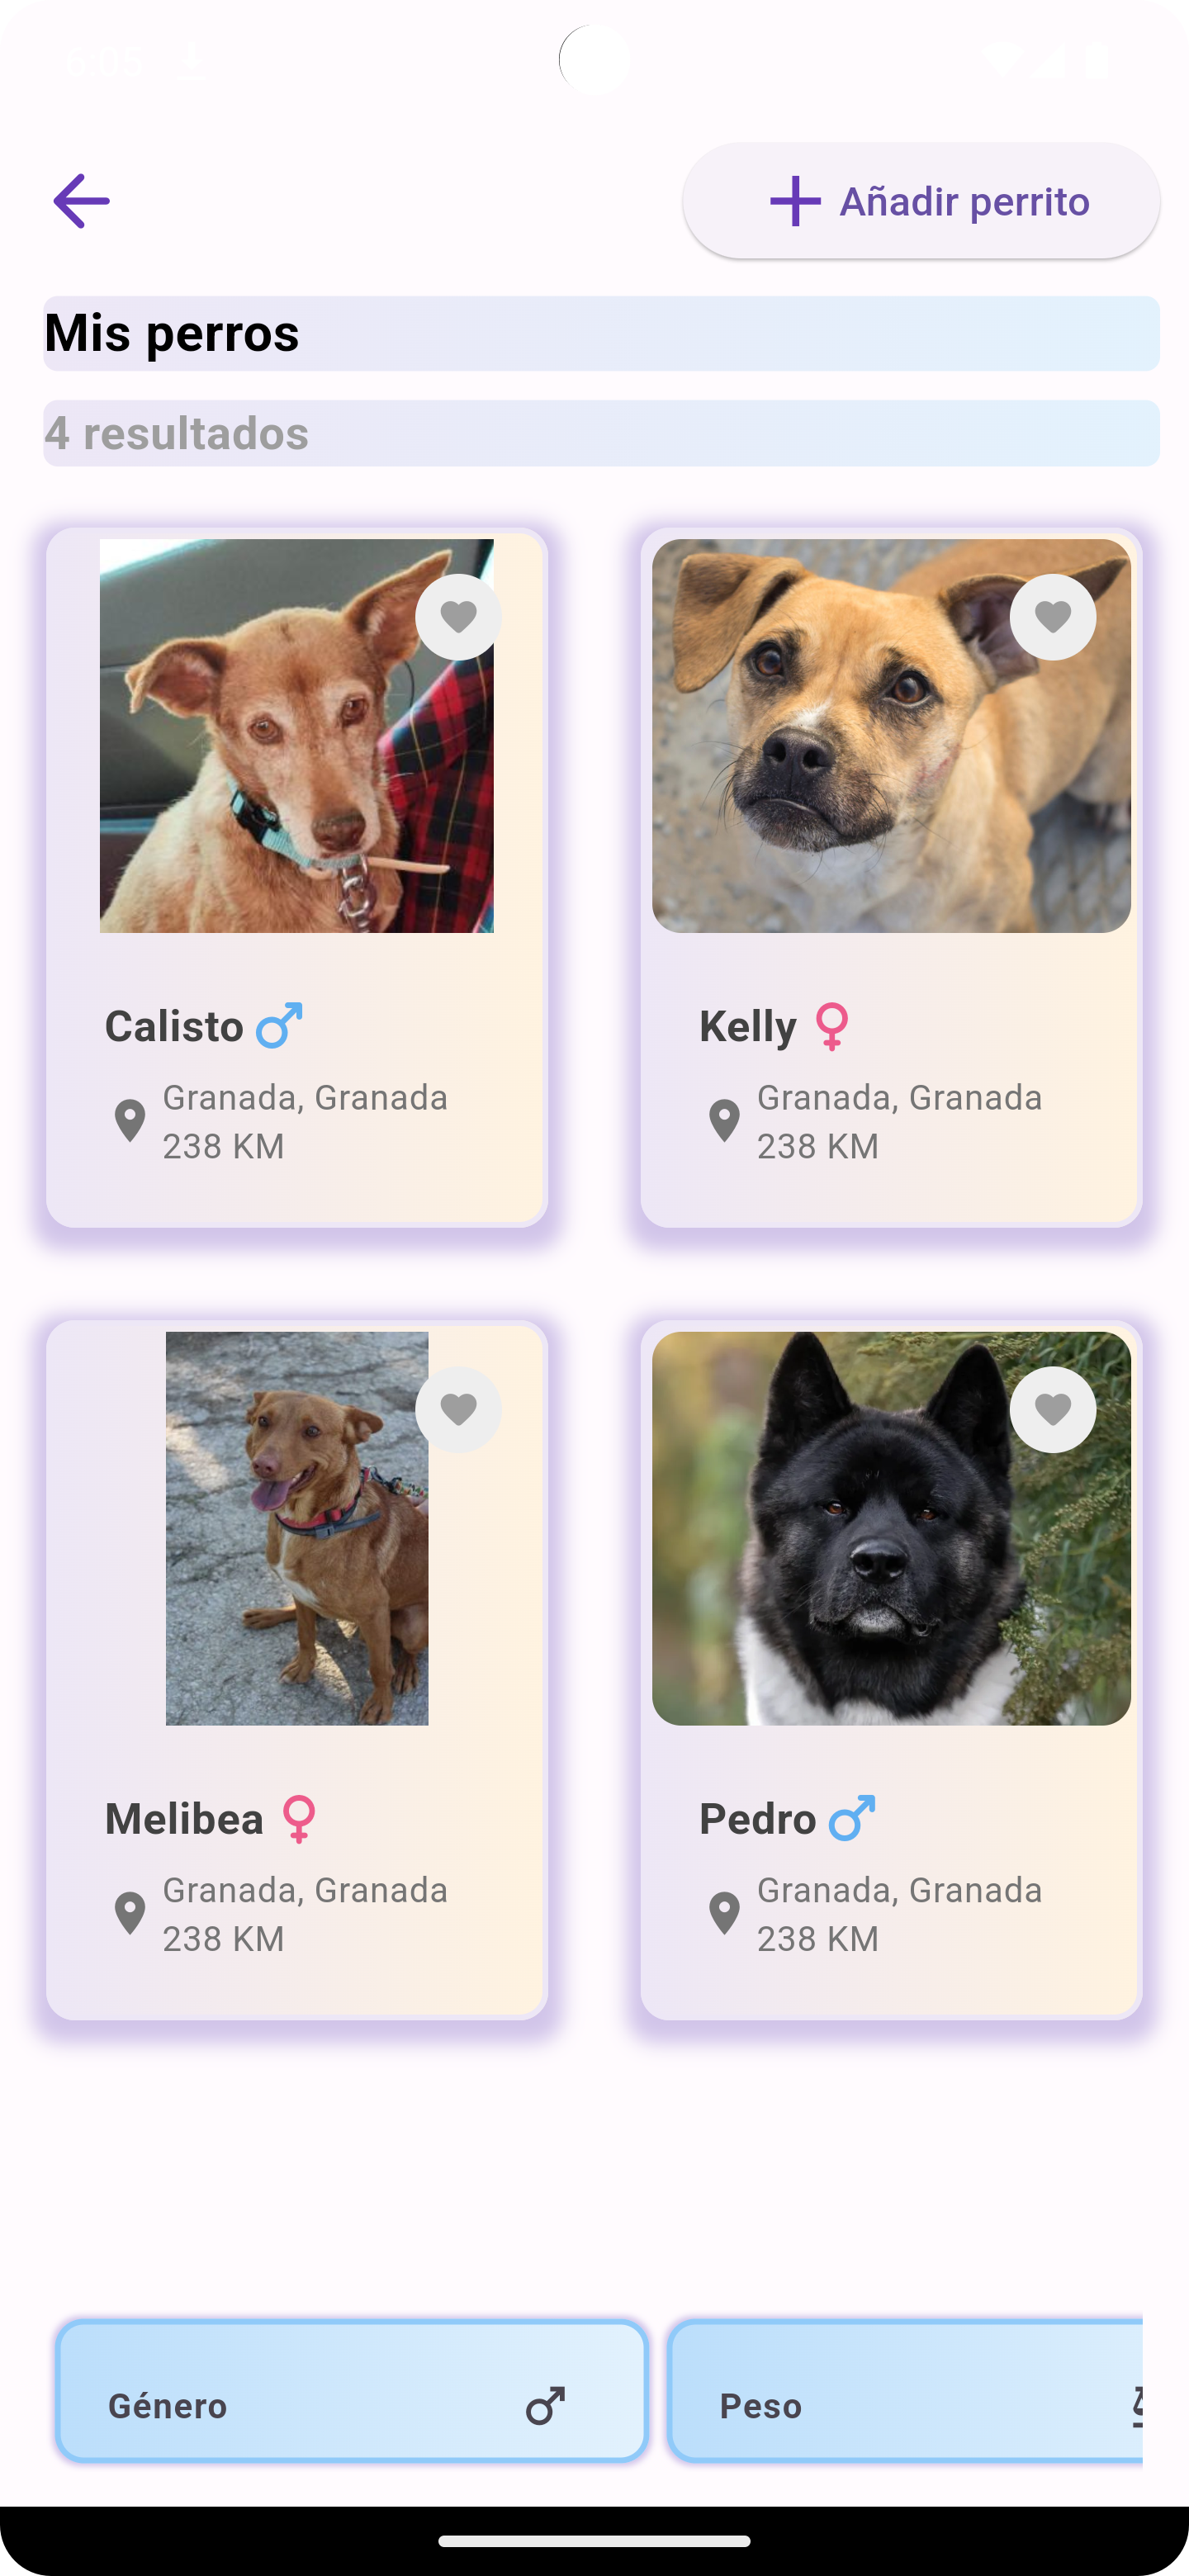 Añadir perrito
Mis perros
4 resultados
Calisto
Granada, Granada
238 KM
Kelly
Granada, Granada
238 KM
Melibea
Granada, Granada
238 KM
Pedro
Granada, Granada
238 KM
Género
Peso